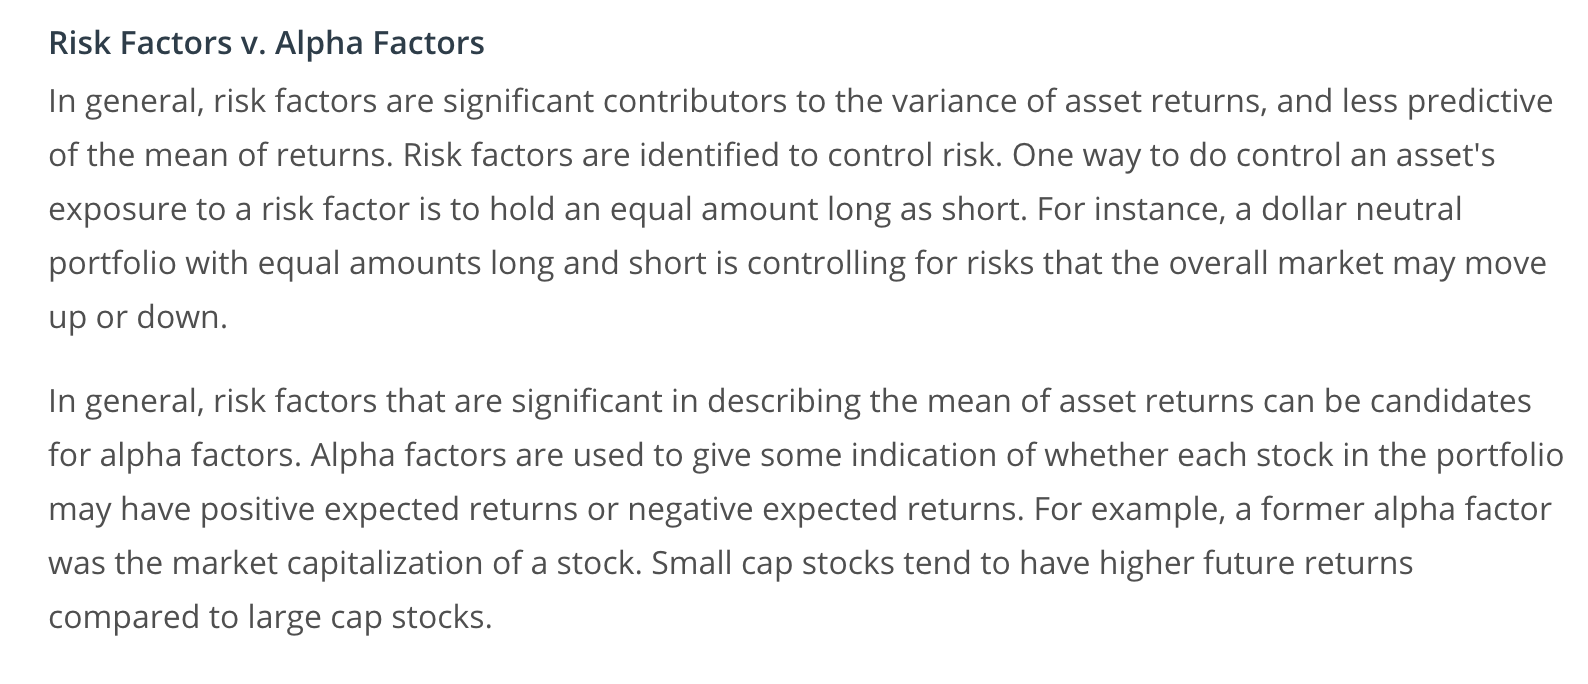 Risk Factors v. Alpha Factors
In general, risk factors are significant contributors to the variance of asset returns, and less predictive
of the mean of returns. Risk factors are identified to control risk. One way to do control an asset's
exposure to a risk factor is to hold an equal amount long as short. For instance, a dollar neutral
portfolio with equal amounts long and short is controlling for risks that the overall market may move
up or down.
In general, risk factors that are significant in describing the mean of asset returns can be candidates
for alpha factors. Alpha factors are used to give some indication of whether each stock in the portfolio
may have positive expected returns or negative expected returns. For example, a former alpha factor
was the market capitalization of a stock. Small cap stocks tend to have higher future returns
compared to large cap stocks.